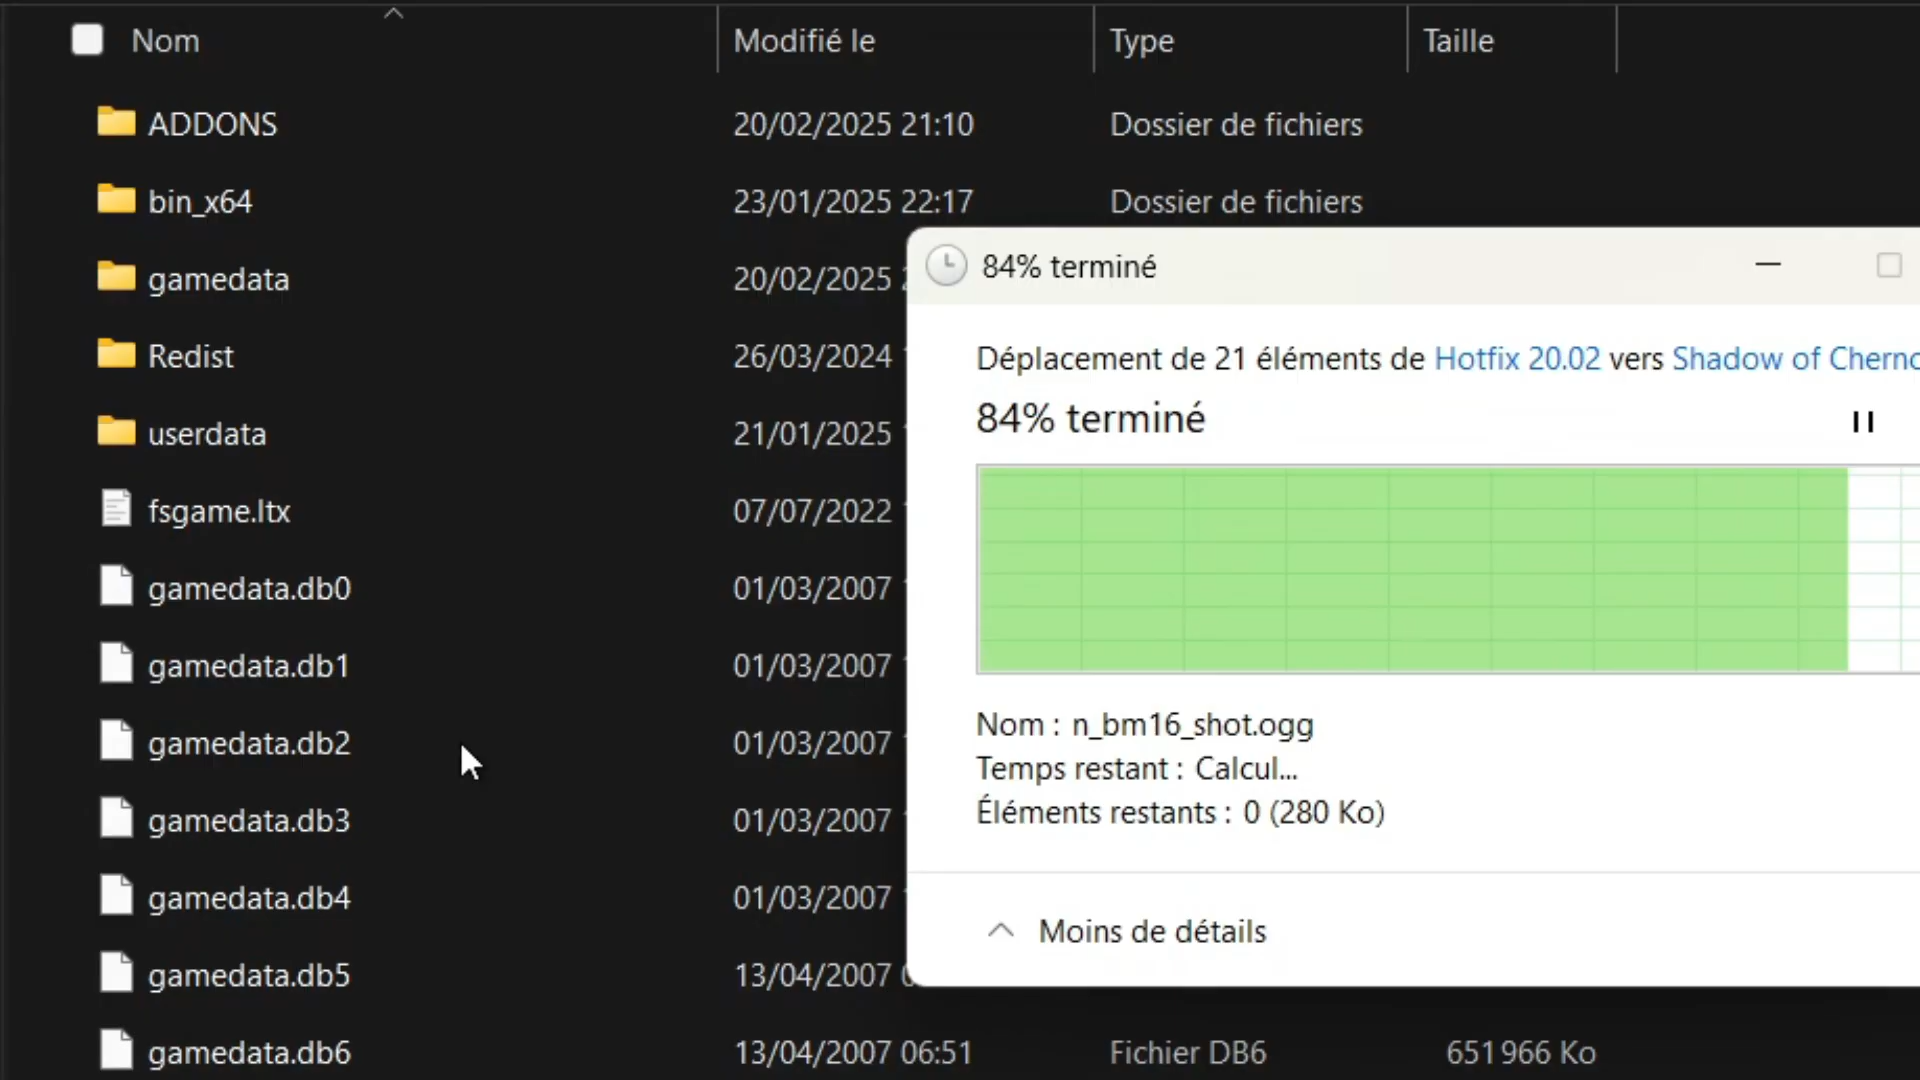 Nom Modifié le Type Taille
ADDONS 20/02/2025 21:10 Dossier de fichiers
bin_x64 23/01/2025 22:17 Dossier de fichiers
gamedata 20/02/2025
Redist 26/03/2024
userdata 21/01/2025
fsgame.ltx 07/07/2022
gamedata.db0 01/03/2007
gamedata.db1 01/03/2007
gamedata.db2 01/03/2007
gamedata.db3 01/03/2007
gamedata.db4 01/03/2007
gamedata.db5 13/04/2007
gamedata.db6 13/04/2007 06:51 Fichier DB6 651 966 Ko
84% terminé
Déplacement de 21 éléments de Hotfix 20.02 vers Shadow of Cherno
84% terminé
Nom : n_bm16_shot.ogg
Temps restant : Calcul...
Éléments restants : 0 (280 Ko)
Moins de détails